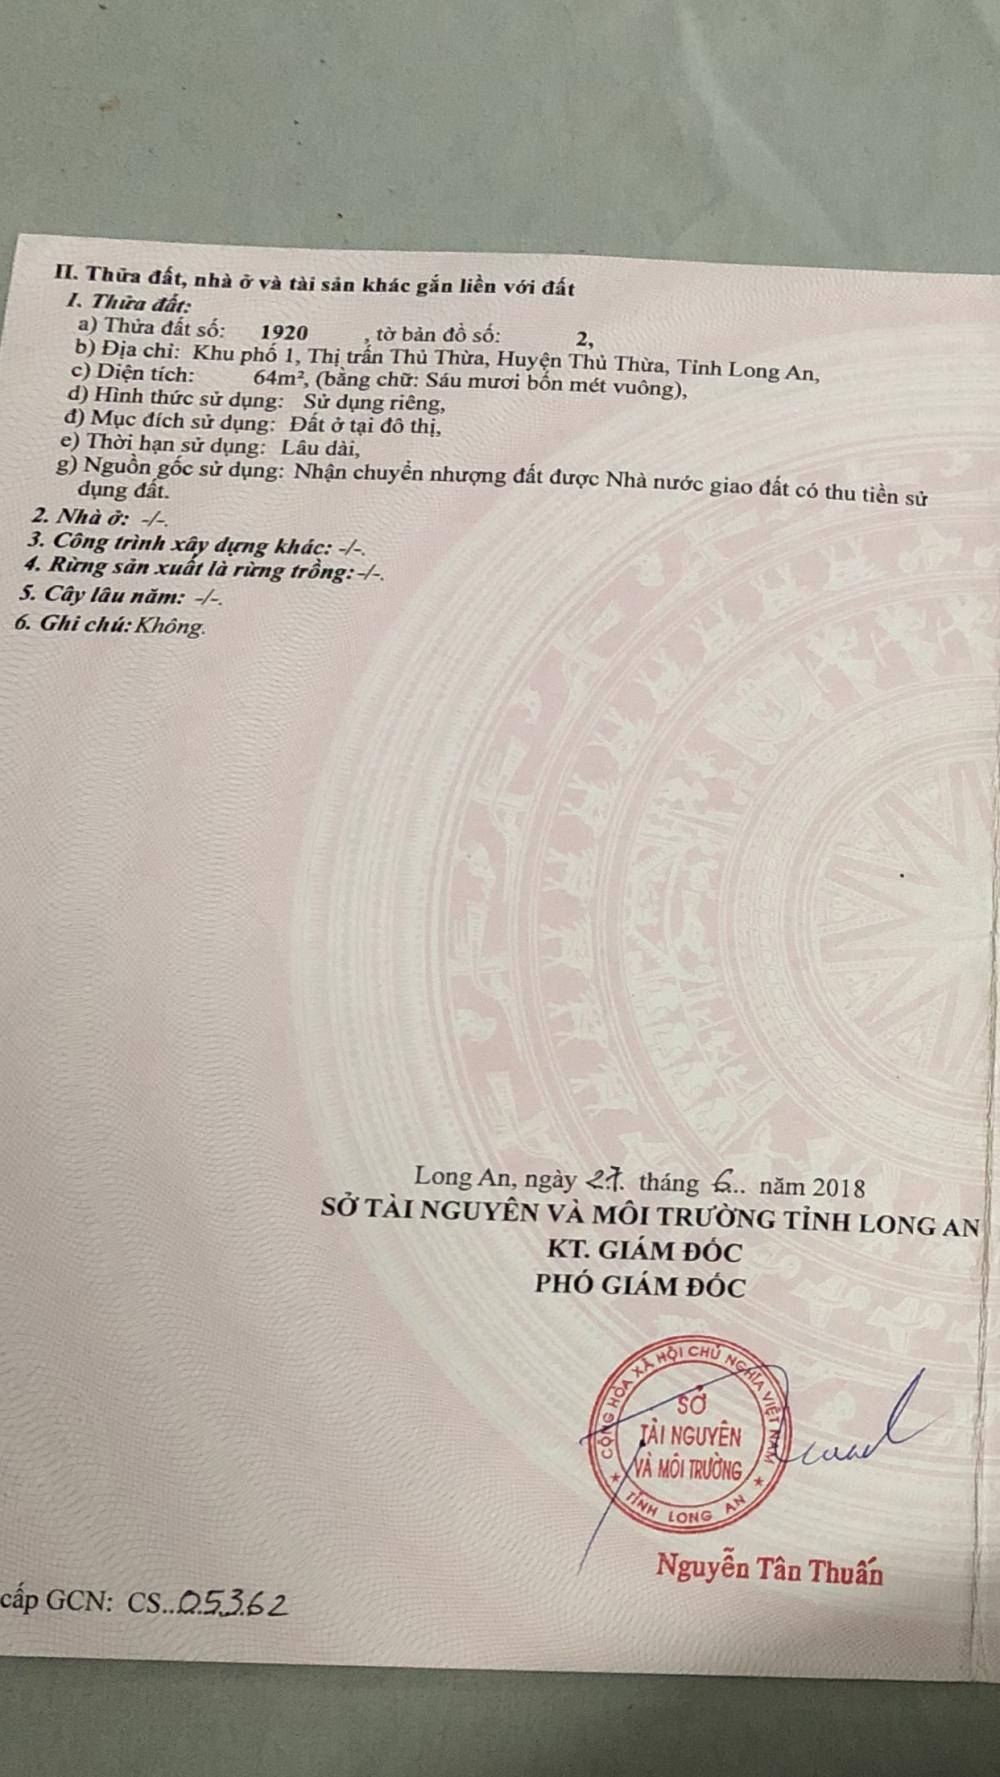 II. Thửa đất, nhà ở và tài sản khác gắn liền với đất
1. Thửa đất:
a) Thửa đất số: 1920 , tờ bản đồ số: 2,
b) Địa chỉ: Khu phố 1, Thị trấn Thủ Thừa, Huyện Thủ Thừa, Tỉnh Long An,
c) Diện tích: 64m², (bằng chữ: Sáu mươi bốn mét vuông),
d) Hình thức sử dụng: Sử dụng riêng,
đ) Mục đích sử dụng: Đất ở tại đô thị,
e) Thời hạn sử dụng: Lâu dài,
g) Nguồn gốc sử dụng: Nhận chuyển nhượng đất được Nhà nước giao đất có thu tiền sử
dụng đất.
2. Nhà ở: -/-.
3. Công trình xây dựng khác: -/-.
4. Rừng sản xuất là rừng trồng: -/-.
5. Cây lâu năm: -/-.
6. Ghi chú: Không.
Long An, ngày 27. tháng 6.. năm 2018
SỞ TÀI NGUYÊN VÀ MÔI TRƯỜNG TỈNH LONG AN
KT. GIÁM ĐỐC
PHÓ GIÁM ĐỐC
CỘNG HÒA XÃ HỘI CHỦ NGHĨA VIỆT NAM
SỞ
TÀI NGUYÊN
VÀ MÔI TRƯỜNG
★ TỈNH LONG AN ★
Nguyễn Tân Thuấn
cấp GCN: CS..05362